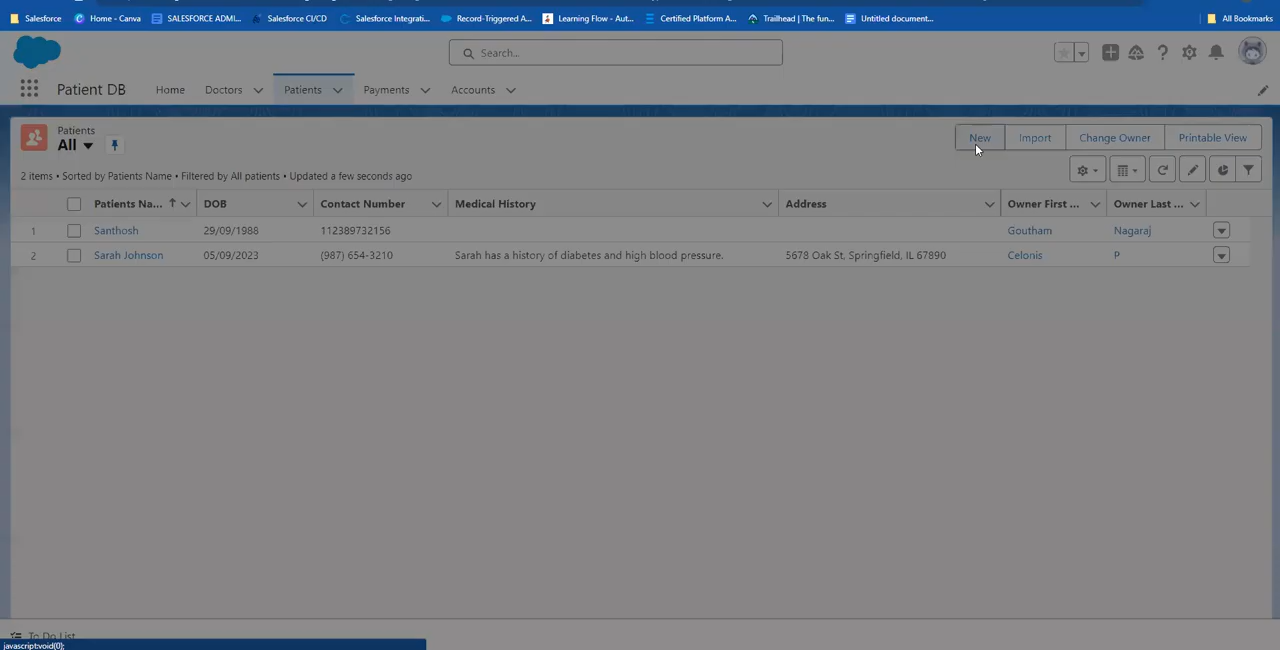 Salesforce Home - Canva SALESFORCE ADMI... Salesforce CI/CD Salesforce Integrati... Record-Triggered A... Learning Flow - Aut... Certified Platform A... Trailhead | The fun... Untitled document... All Bookmarks
Search...
Patient DB Home Doctors Patients Payments Accounts
Patients
All
New Import Change Owner Printable View
2 items • Sorted by Patients Name • Filtered by All patients • Updated a few seconds ago
Patients Na... ↑ DOB Contact Number Medical History Address Owner First ... Owner Last ...
1 Santhosh 29/09/1988 112389732156 Goutham Nagaraj
2 Sarah Johnson 05/09/2023 (987) 654-3210 Sarah has a history of diabetes and high blood pressure. 5678 Oak St, Springfield, IL 67890 Celonis P
To Do List
javascript:void(0);